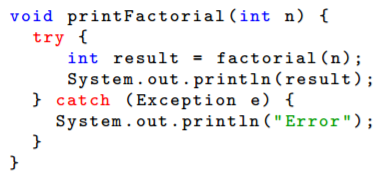 void printFactorial(int n) {
  try {
     int result = factorial(n);
     System.out.println(result);
  } catch (Exception e) {
    System.out.println("Error");
  }
}